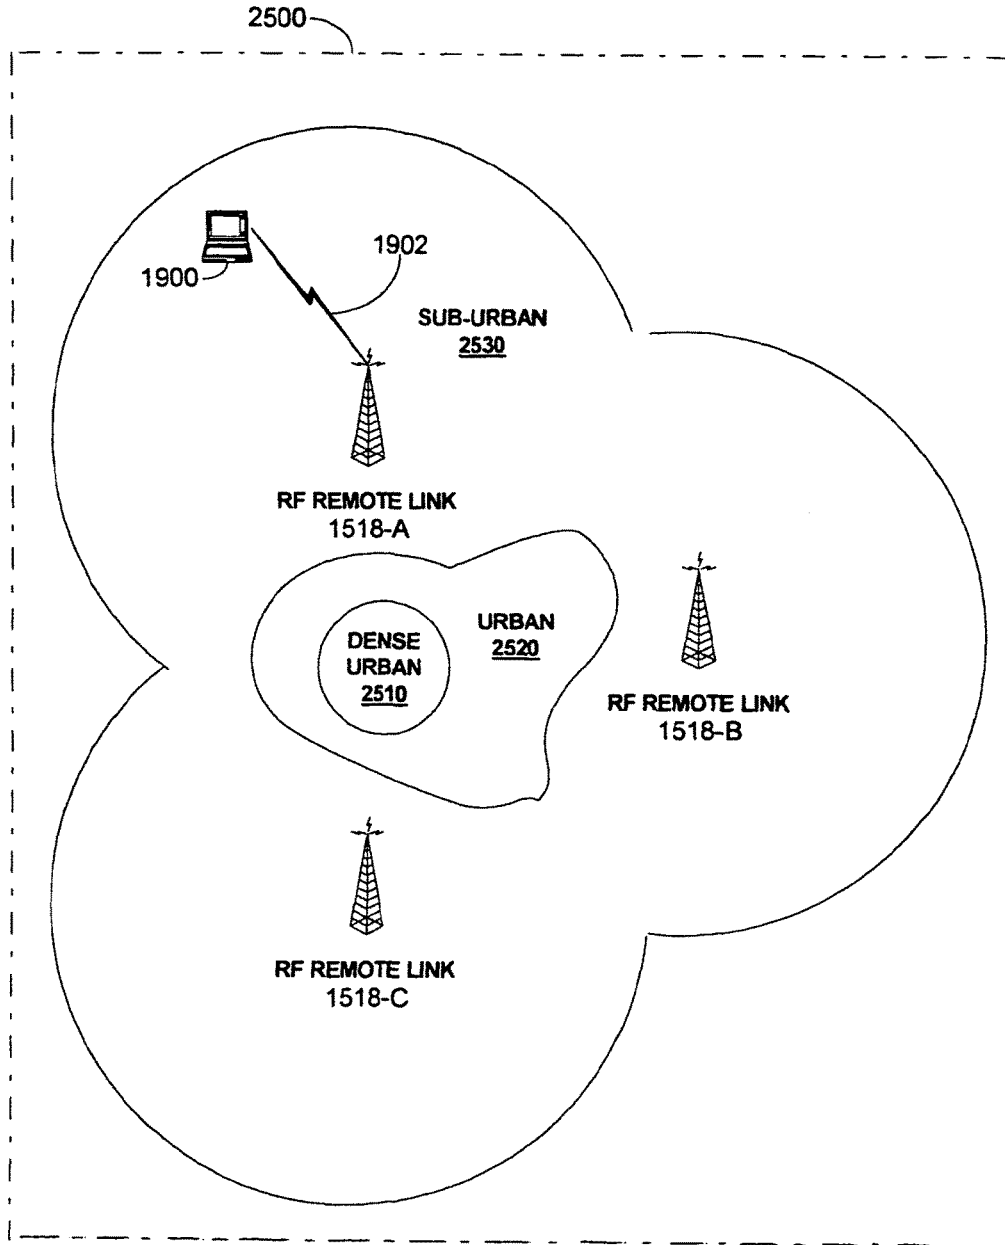 2500
1902
1900
SUB-URBAN
2530
RF REMOTE LINK
1518-A
URBAN
2520
DENSE
URBAN
2510
RF REMOTE LINK
1518-B
RF REMOTE LINK
1518-C